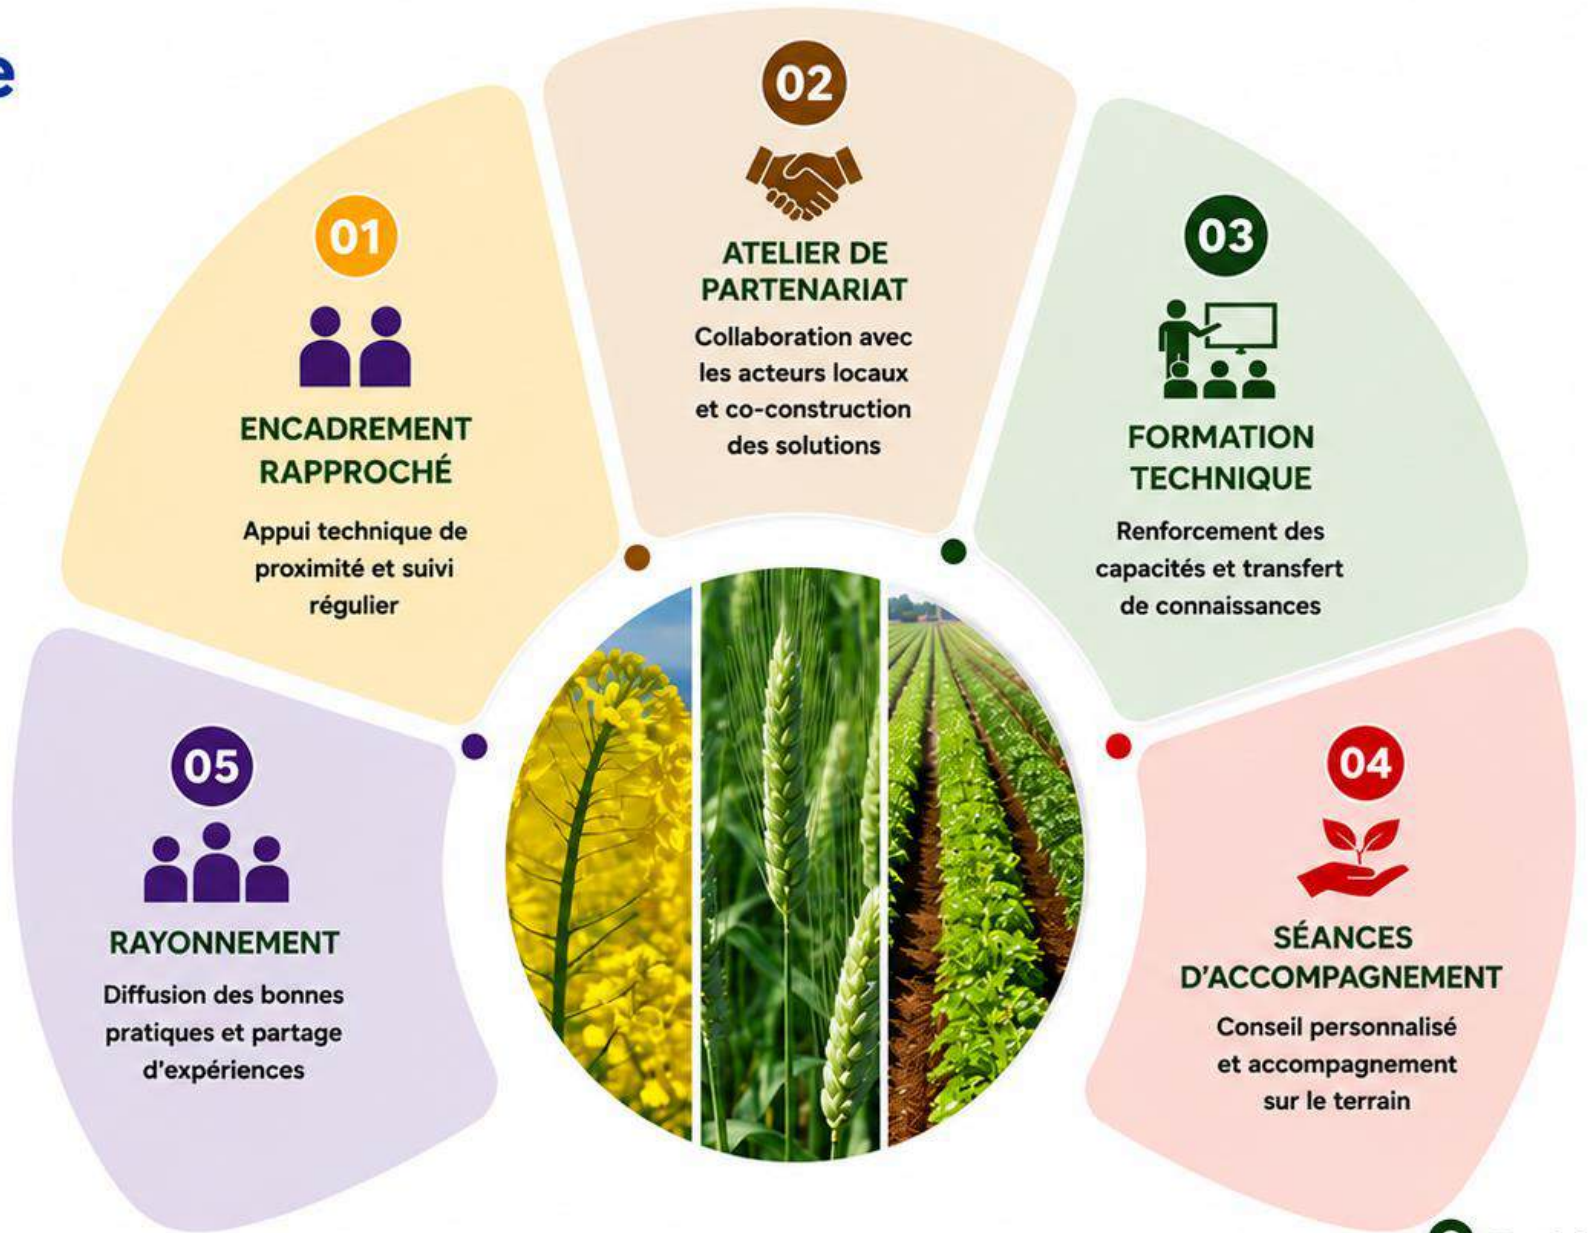 e
01
ENCADREMENT
RAPPROCHÉ
Appui technique de
proximité et suivi
régulier
02
ATELIER DE
PARTENARIAT
Collaboration avec
les acteurs locaux
et co-construction
des solutions
03
FORMATION
TECHNIQUE
Renforcement des
capacités et transfert
de connaissances
04
SÉANCES
D'ACCOMPAGNEMENT
Conseil personnalisé
et accompagnement
sur le terrain
05
RAYONNEMENT
Diffusion des bonnes
pratiques et partage
d'expériences